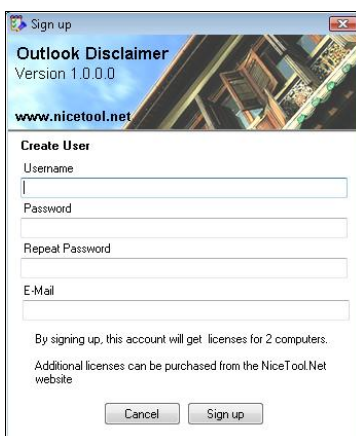 Sign up
Outlook Disclaimer
Version 1.0.0.0
www.nicetool.net
Create User
Username
Password
Repeat Password
E-Mail
By signing up, this account will get licenses for 2 computers.
Additional licenses can be purchased from the NiceTool.Net
website
Cancel
Sign up